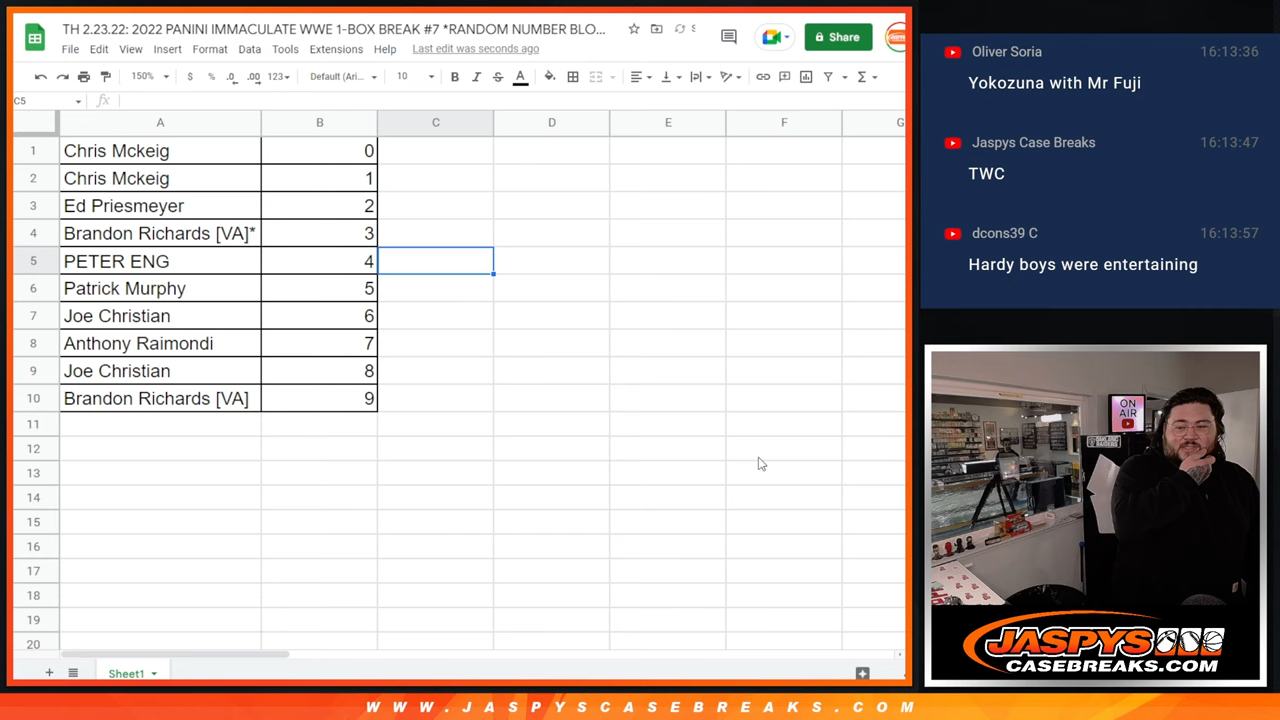 TH 2.23.22: 2022 PANINI IMMACULATE WWE 1-BOX BREAK #7 *RANDOM NUMBER BLO...
Share
File Edit View Insert Format Data Tools Extensions Help Last edit was seconds ago
150% $ % .0 .00 123 Default (Ari... 10 B I S A
C5 fx
A B C D E F G
1 Chris Mckeig 0
2 Chris Mckeig 1
3 Ed Priesmeyer 2
4 Brandon Richards [VA]* 3
5 PETER ENG 4
6 Patrick Murphy 5
7 Joe Christian 6
8 Anthony Raimondi 7
9 Joe Christian 8
10 Brandon Richards [VA] 9
11
12
13
14
15
16
17
18
19
20
Sheet1
Oliver Soria 16:13:36
Yokozuna with Mr Fuji
Jaspys Case Breaks 16:13:47
TWC
dcons39 C 16:13:57
Hardy boys were entertaining
ON
AIR
JASPYS
CASEBREAKS.COM
WWW.JASPYSCASEBREAKS.COM